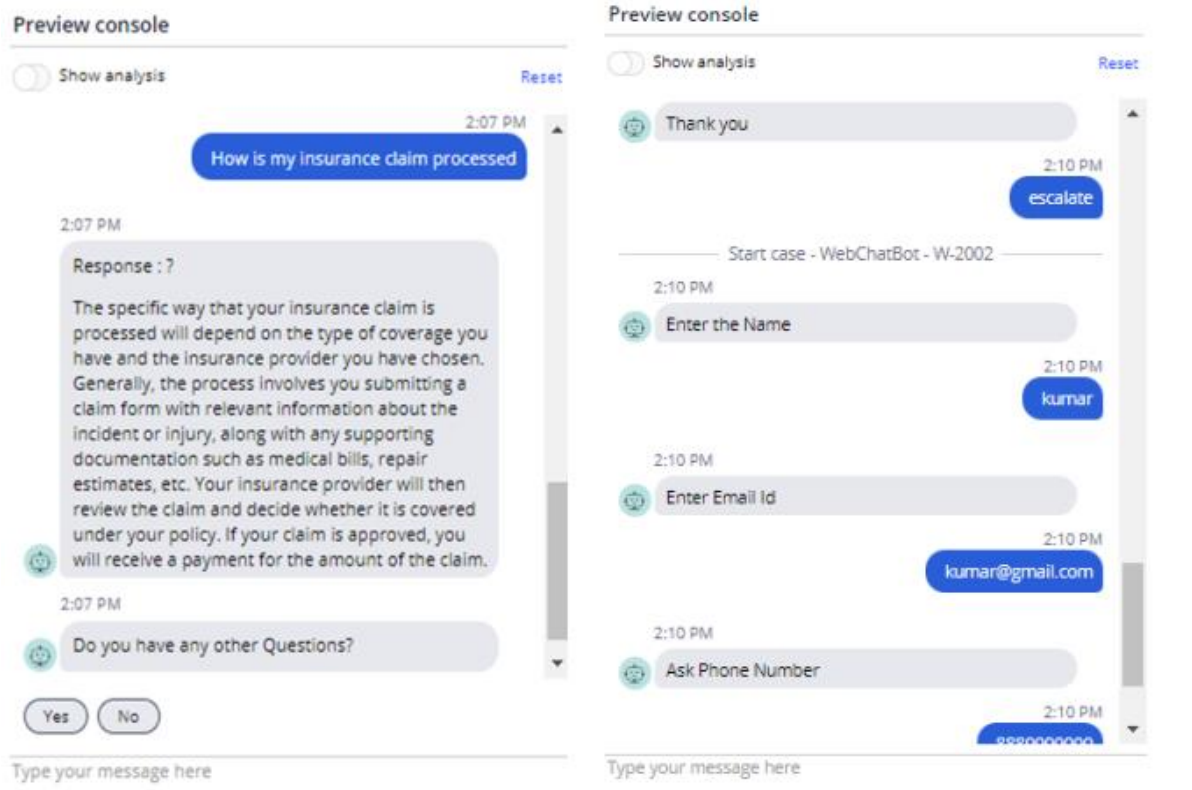 Preview console
Show analysis
Reset
2:07 PM
How is my insurance claim processed
2:07 PM
Response : ?
The specific way that your insurance claim is
processed will depend on the type of coverage you
have and the insurance provider you have chosen.
Generally, the process involves you submitting a
claim form with relevant information about the
incident or injury, along with any supporting
documentation such as medical bills, repair
estimates, etc. Your insurance provider will then
review the claim and decide whether it is covered
under your policy. If your claim is approved, you
will receive a payment for the amount of the claim.
2:07 PM
Do you have any other Questions?
Yes
No
Type your message here
Preview console
Show analysis
Reset
Thank you
2:10 PM
escalate
Start case - WebChatBot - W-2002
2:10 PM
Enter the Name
2:10 PM
kumar
2:10 PM
Enter Email Id
2:10 PM
kumar@gmail.com
2:10 PM
Ask Phone Number
2:10 PM
Type your message here